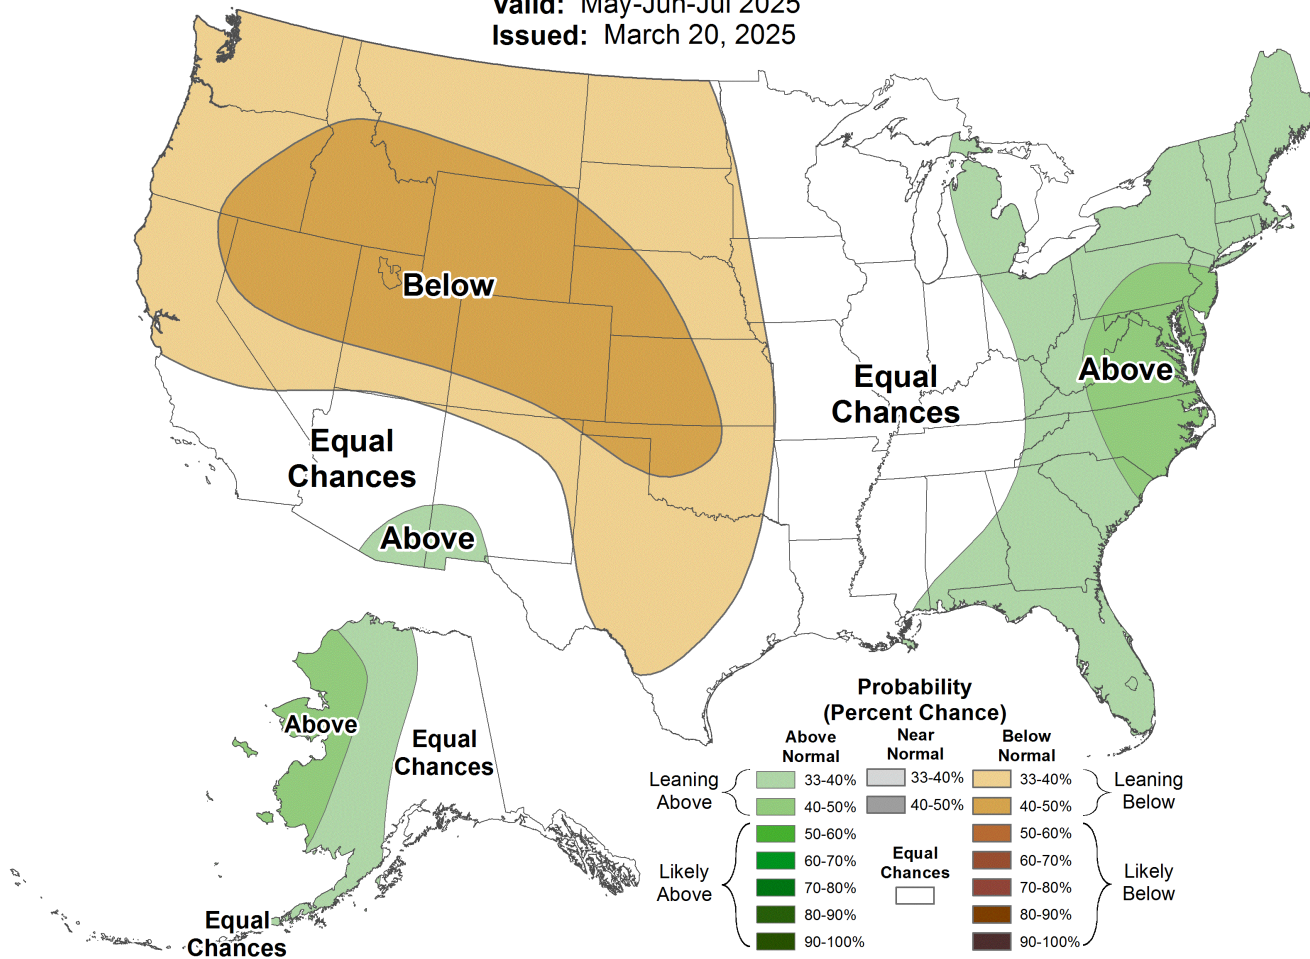 Valid: May-Jun-Jul 2025
Issued: March 20, 2025
Below
Equal
Chances
Above
Equal
Chances
Above
Above
Equal
Chances
Equal
Chances
Probability
(Percent Chance)
Above
Normal
Near
Normal
Below
Normal
Leaning
Above
33-40%
33-40%
33-40%
Leaning
Below
40-50%
40-50%
40-50%
Likely
Above
50-60%
60-70%
70-80%
80-90%
90-100%
Equal
Chances
50-60%
60-70%
70-80%
80-90%
90-100%
Likely
Below